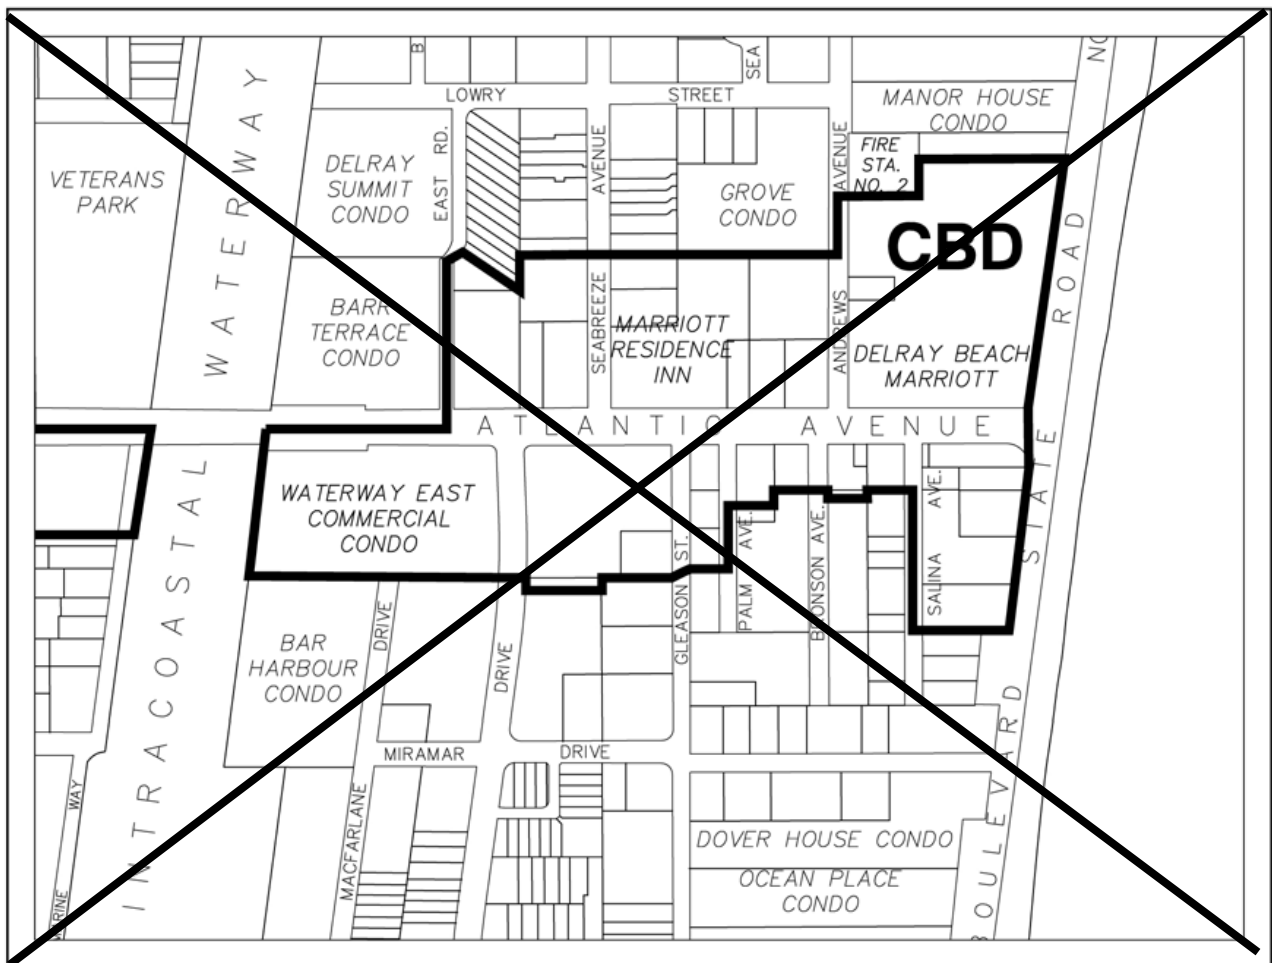 B
SEA
NO
LOWRY
STREET
MANOR HOUSE
CONDO
WATERWAY
VETERANS
PARK
DELRAY
SUMMIT
CONDO
EAST RD.
AVENUE
GROVE
CONDO
AVENUE
FIRE
STA.
NO. 2
CBD
BARR
TERRACE
CONDO
SEABREEZE
MARRIOTT
RESIDENCE
INN
ANDREWS
DELRAY BEACH
MARRIOTT
STATE ROAD
ATLANTIC AVENUE
WATERWAY EAST
COMMERCIAL
CONDO
INTRACOASTAL
GLEASON ST.
PALM AVE.
BRONSON AVE.
SALINA AVE.
BAR
HARBOUR
CONDO
DRIVE
DRIVE
MIRAMAR
DRIVE
MACFARLANE
WAY
DOVER HOUSE CONDO
OCEAN PLACE
CONDO
BOULEVARD